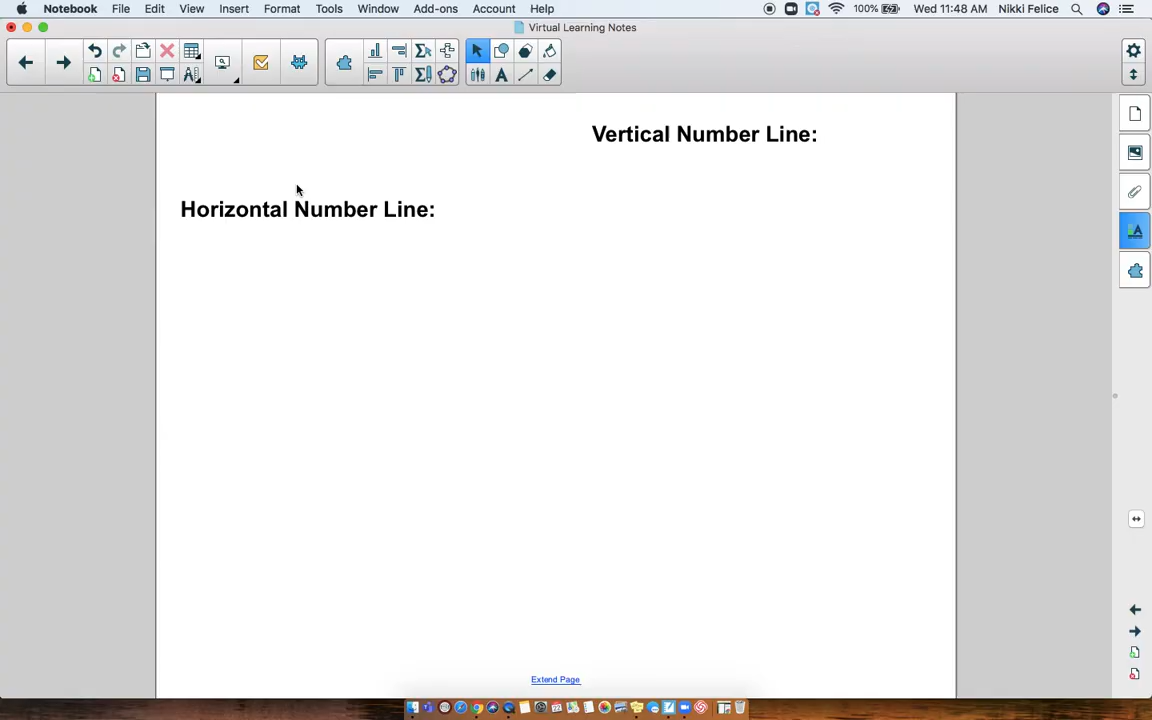 Notebook File Edit View Insert Format Tools Window Add-ons Account Help 100% Wed 11:48 AM Nikki Felice
Virtual Learning Notes
Vertical Number Line:
Horizontal Number Line:
Extend Page